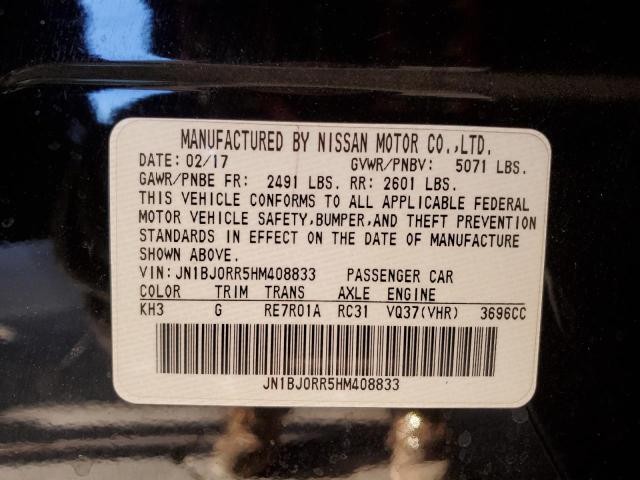 MANUFACTURED BY NISSAN MOTOR CO.,LTD.
DATE: 02/17 GVWR/PNBV: 5071 LBS.
GAWR/PNBE FR: 2491 LBS. RR: 2601 LBS.
THIS VEHICLE CONFORMS TO ALL APPLICABLE FEDERAL
MOTOR VEHICLE SAFETY,BUMPER,AND THEFT PREVENTION
STANDARDS IN EFFECT ON THE DATE OF MANUFACTURE
SHOWN ABOVE.
VIN:JN1BJ0RR5HM408833 PASSENGER CAR
COLOR TRIM TRANS AXLE ENGINE
KH3 G RE7R01A RC31 VQ37(VHR) 3696CC
JN1BJ0RR5HM408833